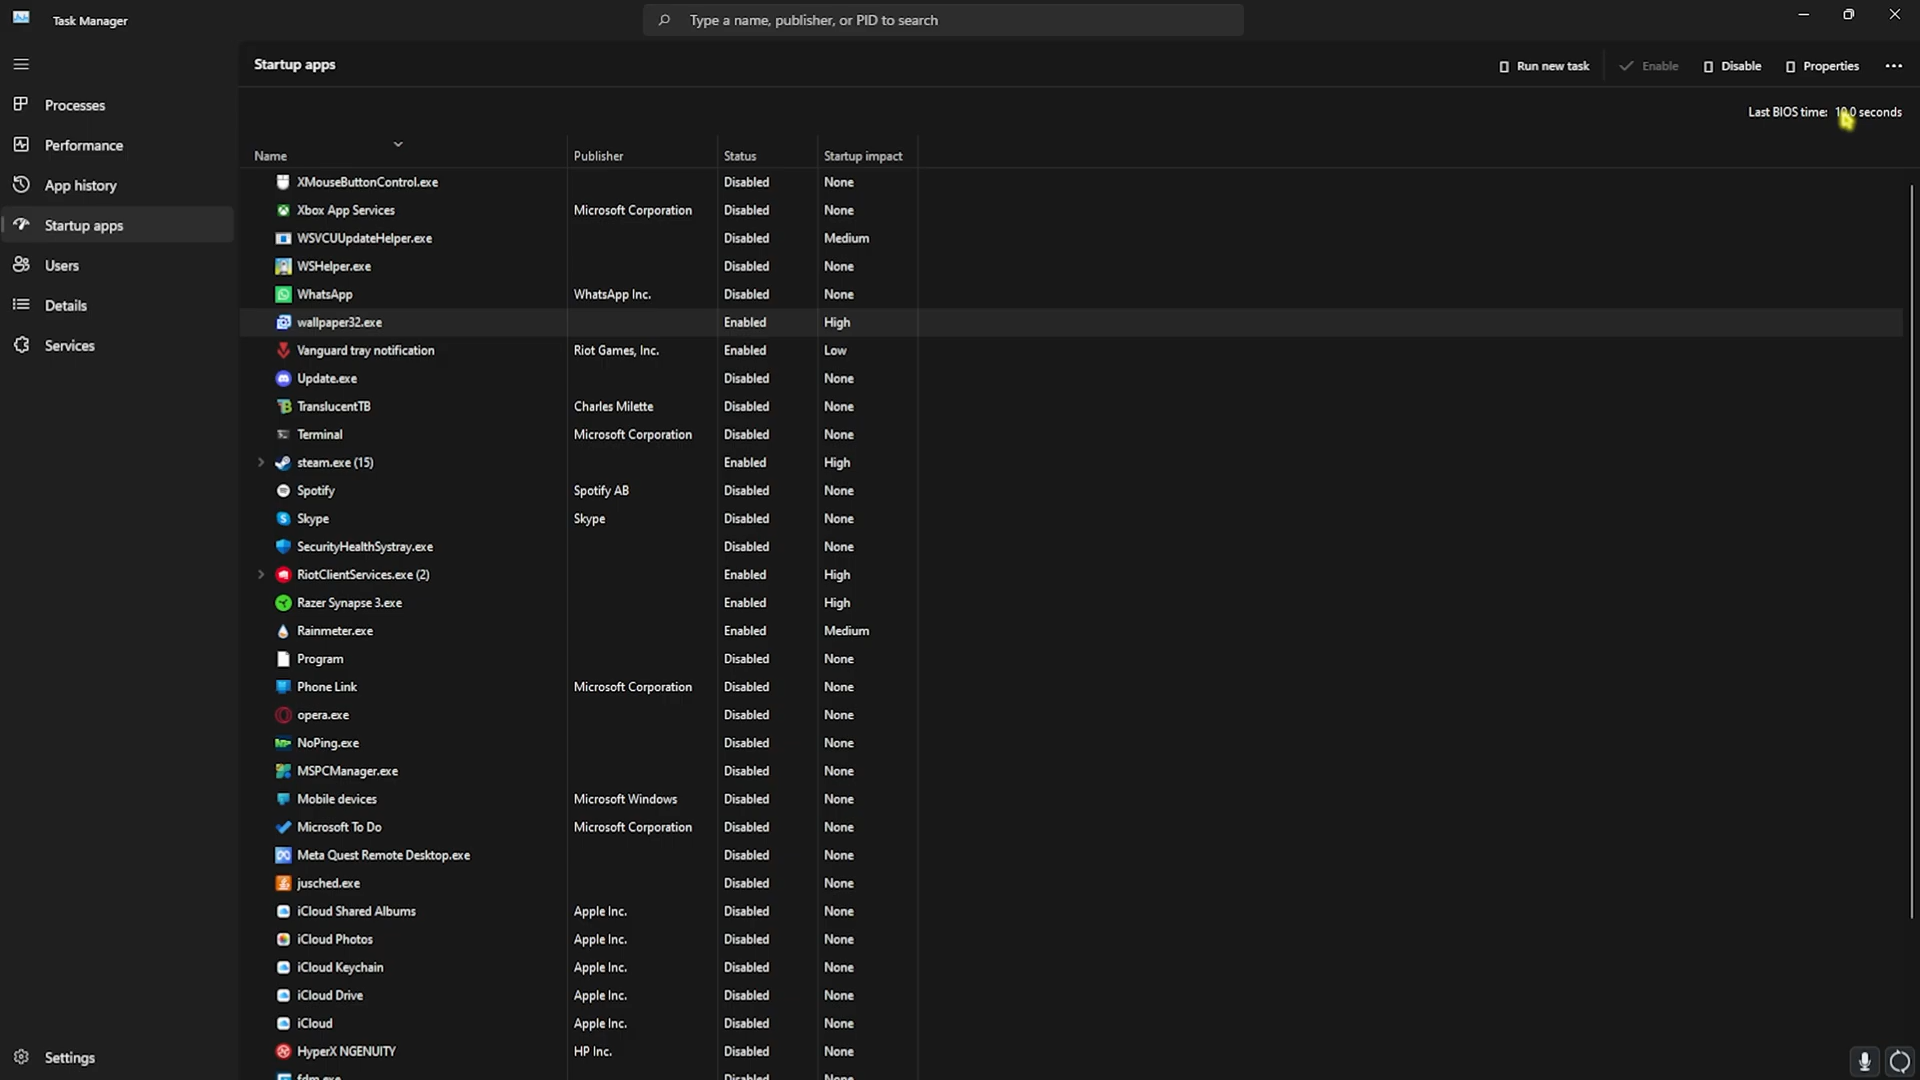 Task Manager
Type a name, publisher, or PID to search
Startup apps
Run new task
Enable
Disable
Properties
Last BIOS time: seconds
Processes
Performance
App history
Startup apps
Users
Details
Services
Settings
Name Publisher Status Startup impact
XMouseButtonControl.exe Disabled None
Xbox App Services Microsoft Corporation Disabled None
WSVCUUpdateHelper.exe Disabled Medium
WSHelper.exe Disabled None
WhatsApp WhatsApp Inc. Disabled None
wallpaper32.exe Enabled High
Vanguard tray notification Riot Games, Inc. Enabled Low
Update.exe Disabled None
TranslucentTB Charles Milette Disabled None
Terminal Microsoft Corporation Disabled None
steam.exe (15) Enabled High
Spotify Spotify AB Disabled None
Skype Skype Disabled None
SecurityHealthSystray.exe Disabled None
RiotClientServices.exe (2) Enabled High
Razer Synapse 3.exe Enabled High
Rainmeter.exe Enabled Medium
Program Disabled None
Phone Link Microsoft Corporation Disabled None
opera.exe Disabled None
NoPing.exe Disabled None
MSPCManager.exe Disabled None
Mobile devices Microsoft Windows Disabled None
Microsoft To Do Microsoft Corporation Disabled None
Meta Quest Remote Desktop.exe Disabled None
jusched.exe Disabled None
iCloud Shared Albums Apple Inc. Disabled None
iCloud Photos Apple Inc. Disabled None
iCloud Keychain Apple Inc. Disabled None
iCloud Drive Apple Inc. Disabled None
iCloud Apple Inc. Disabled None
HyperX NGENUITY HP Inc. Disabled None